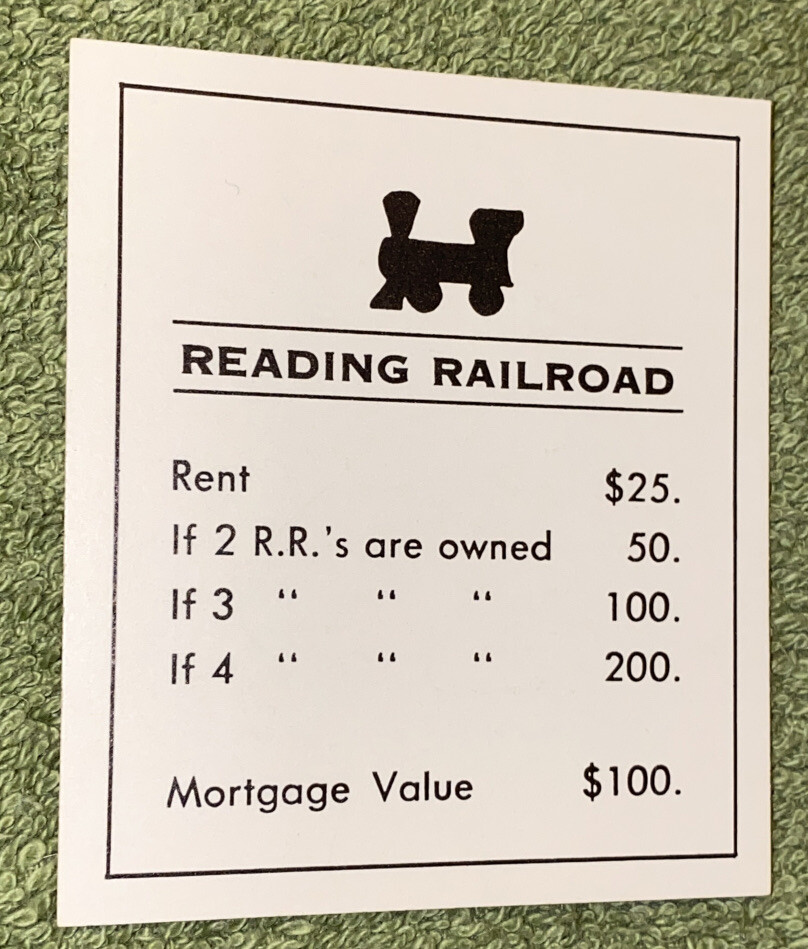 READING RAILROAD
Rent $25.
If 2 R.R.'s are owned 50.
If 3 “ “ “ 100.
If 4 “ “ “ 200.
Mortgage Value $100.